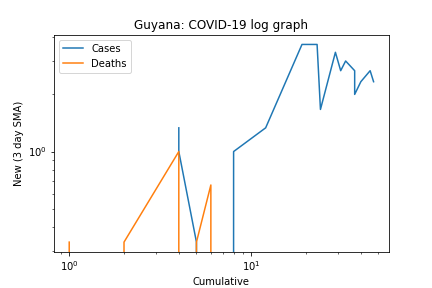 Guyana: COVID-19 log graph
Cases
Deaths
New (3 day SMA)
10⁰
10⁰
10¹
Cumulative